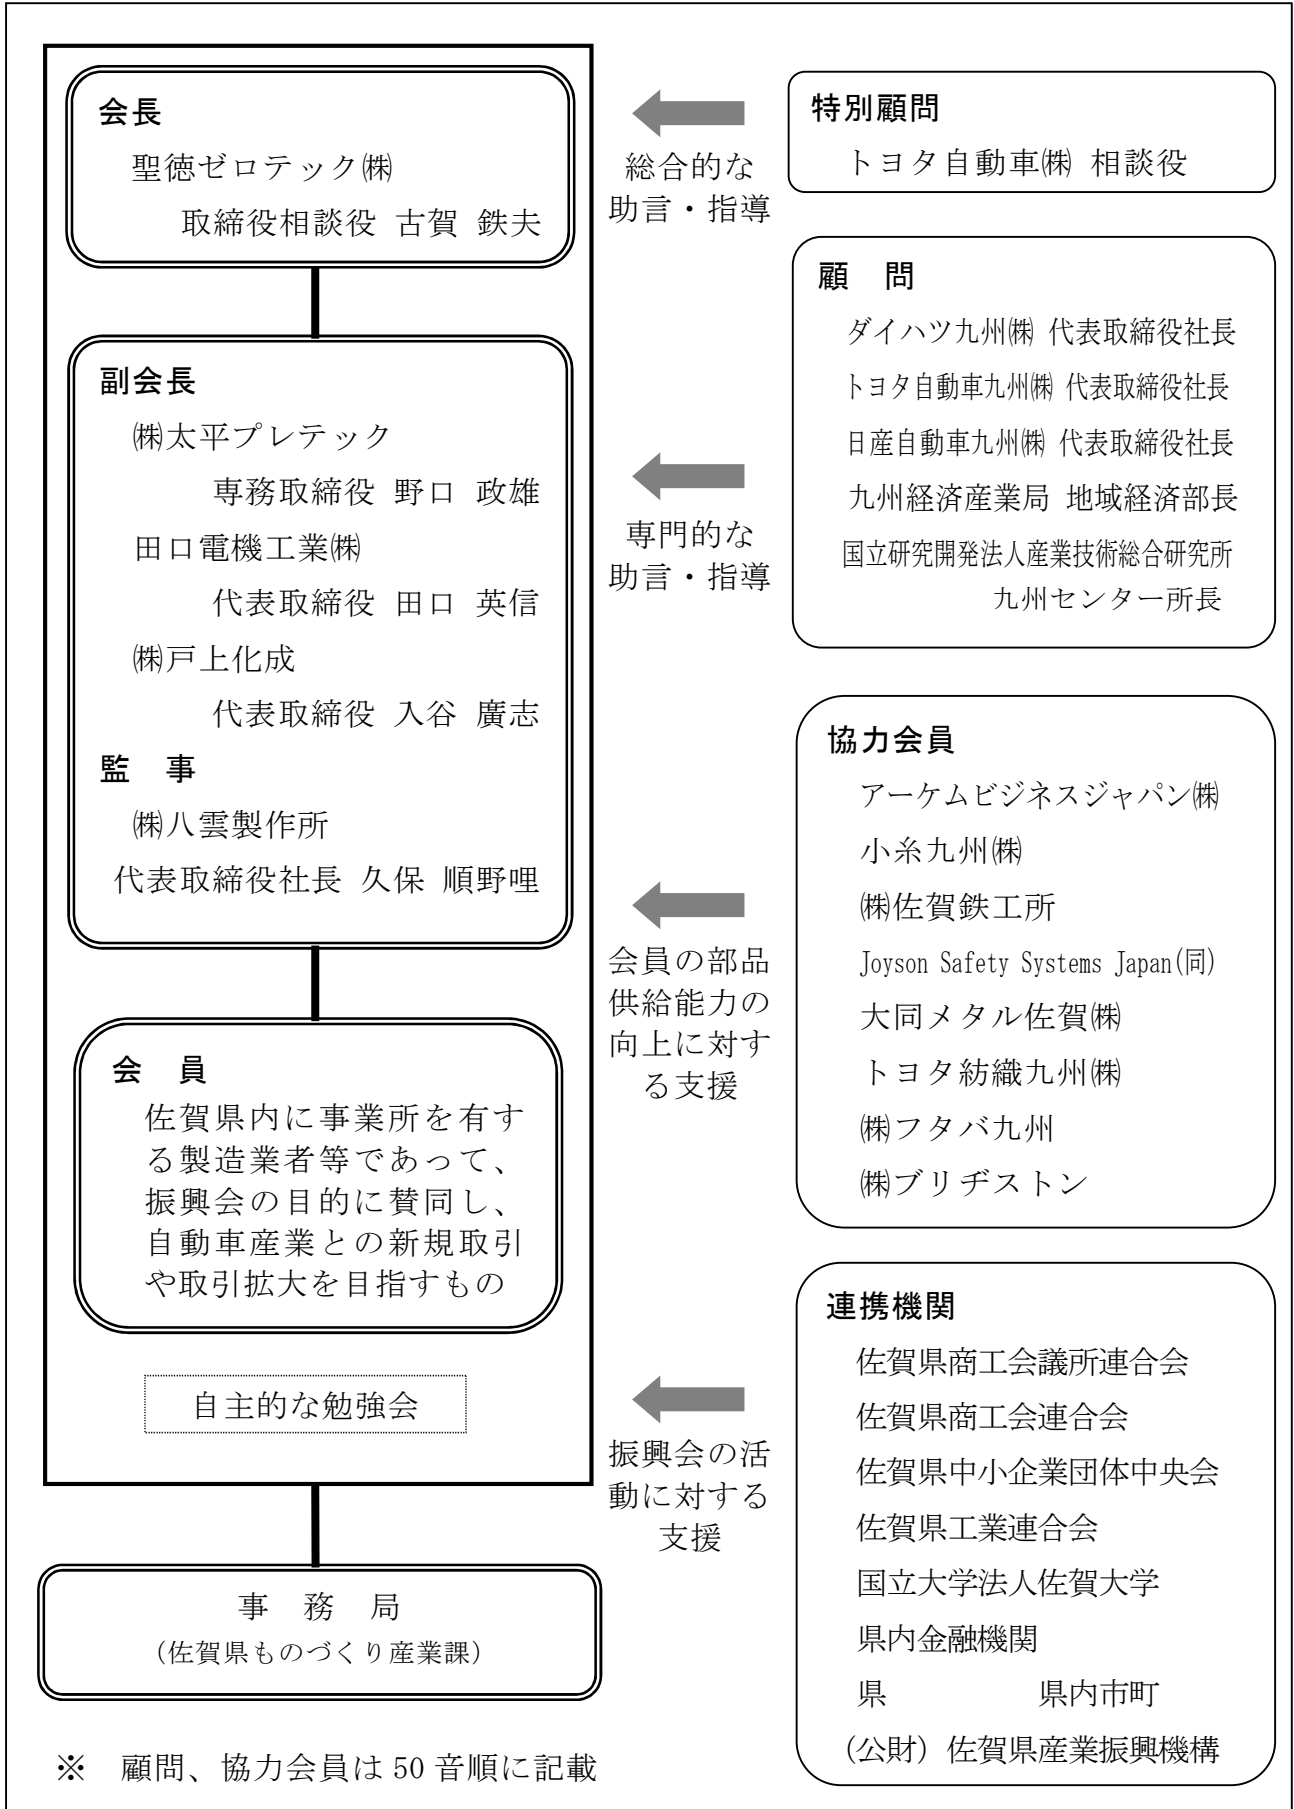 会長
聖徳ゼロテック㈱
取締役相談役 古賀 鉄夫
副会長
㈱太平プレテック
専務取締役 野口 政雄
田口電機工業㈱
代表取締役 田口 英信
㈱戸上化成
代表取締役 入谷 廣志
監　事
㈱八雲製作所
代表取締役社長 久保 順野哩
会　員
佐賀県内に事業所を有す
る製造業者等であって、
振興会の目的に賛同し、
自動車産業との新規取引
や取引拡大を目指すもの
自主的な勉強会
事　務　局
（佐賀県ものづくり産業課）
※　顧問、協力会員は 50 音順に記載
総合的な
助言・指導
専門的な
助言・指導
会員の部品
供給能力の
向上に対す
る支援
振興会の活
動に対する
支援
特別顧問
トヨタ自動車㈱ 相談役
顧　問
ダイハツ九州㈱ 代表取締役社長
トヨタ自動車九州㈱ 代表取締役社長
日産自動車九州㈱ 代表取締役社長
九州経済産業局 地域経済部長
国立研究開発法人産業技術総合研究所
九州センター所長
協力会員
アーケムビジネスジャパン㈱
小糸九州㈱
㈱佐賀鉄工所
Joyson Safety Systems Japan(同)
大同メタル佐賀㈱
トヨタ紡織九州㈱
㈱フタバ九州
㈱ブリヂストン
連携機関
佐賀県商工会議所連合会
佐賀県商工会連合会
佐賀県中小企業団体中央会
佐賀県工業連合会
国立大学法人佐賀大学
県内金融機関
県　　　　　県内市町
（公財）佐賀県産業振興機構